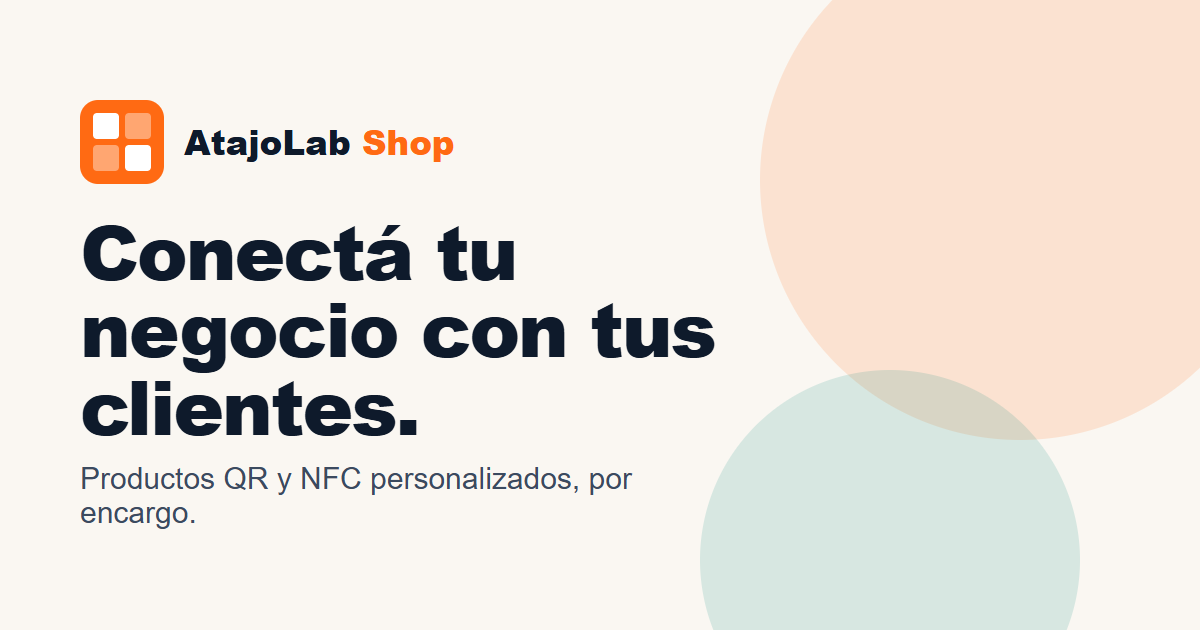 AtajoLab Shop
Conectá tu
negocio con tus
clientes.
Productos QR y NFC personalizados, por
encargo.